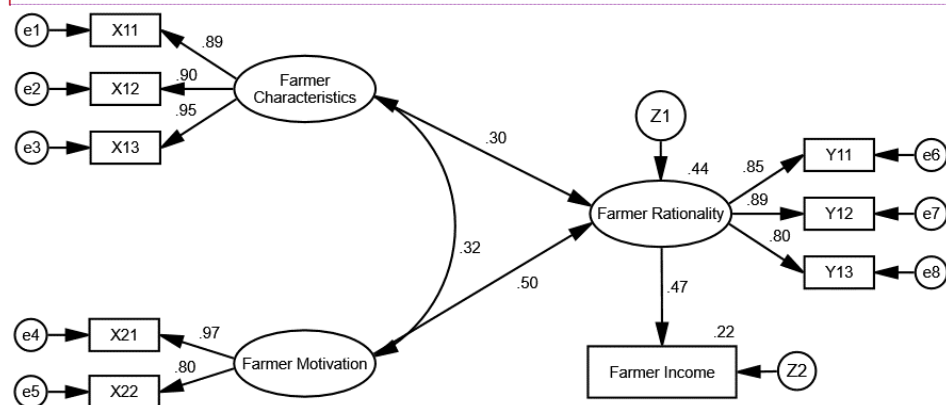 e1
X11
.89
e2
X12
.90
e3
X13
.95
Farmer
Characteristics
.30
Z1
.44
Farmer Rationality
.85
Y11
e6
.89
Y12
e7
.80
Y13
e8
.32
.50
.47
.22
Farmer Income
Z2
e4
X21
.97
e5
X22
.80
Farmer Motivation